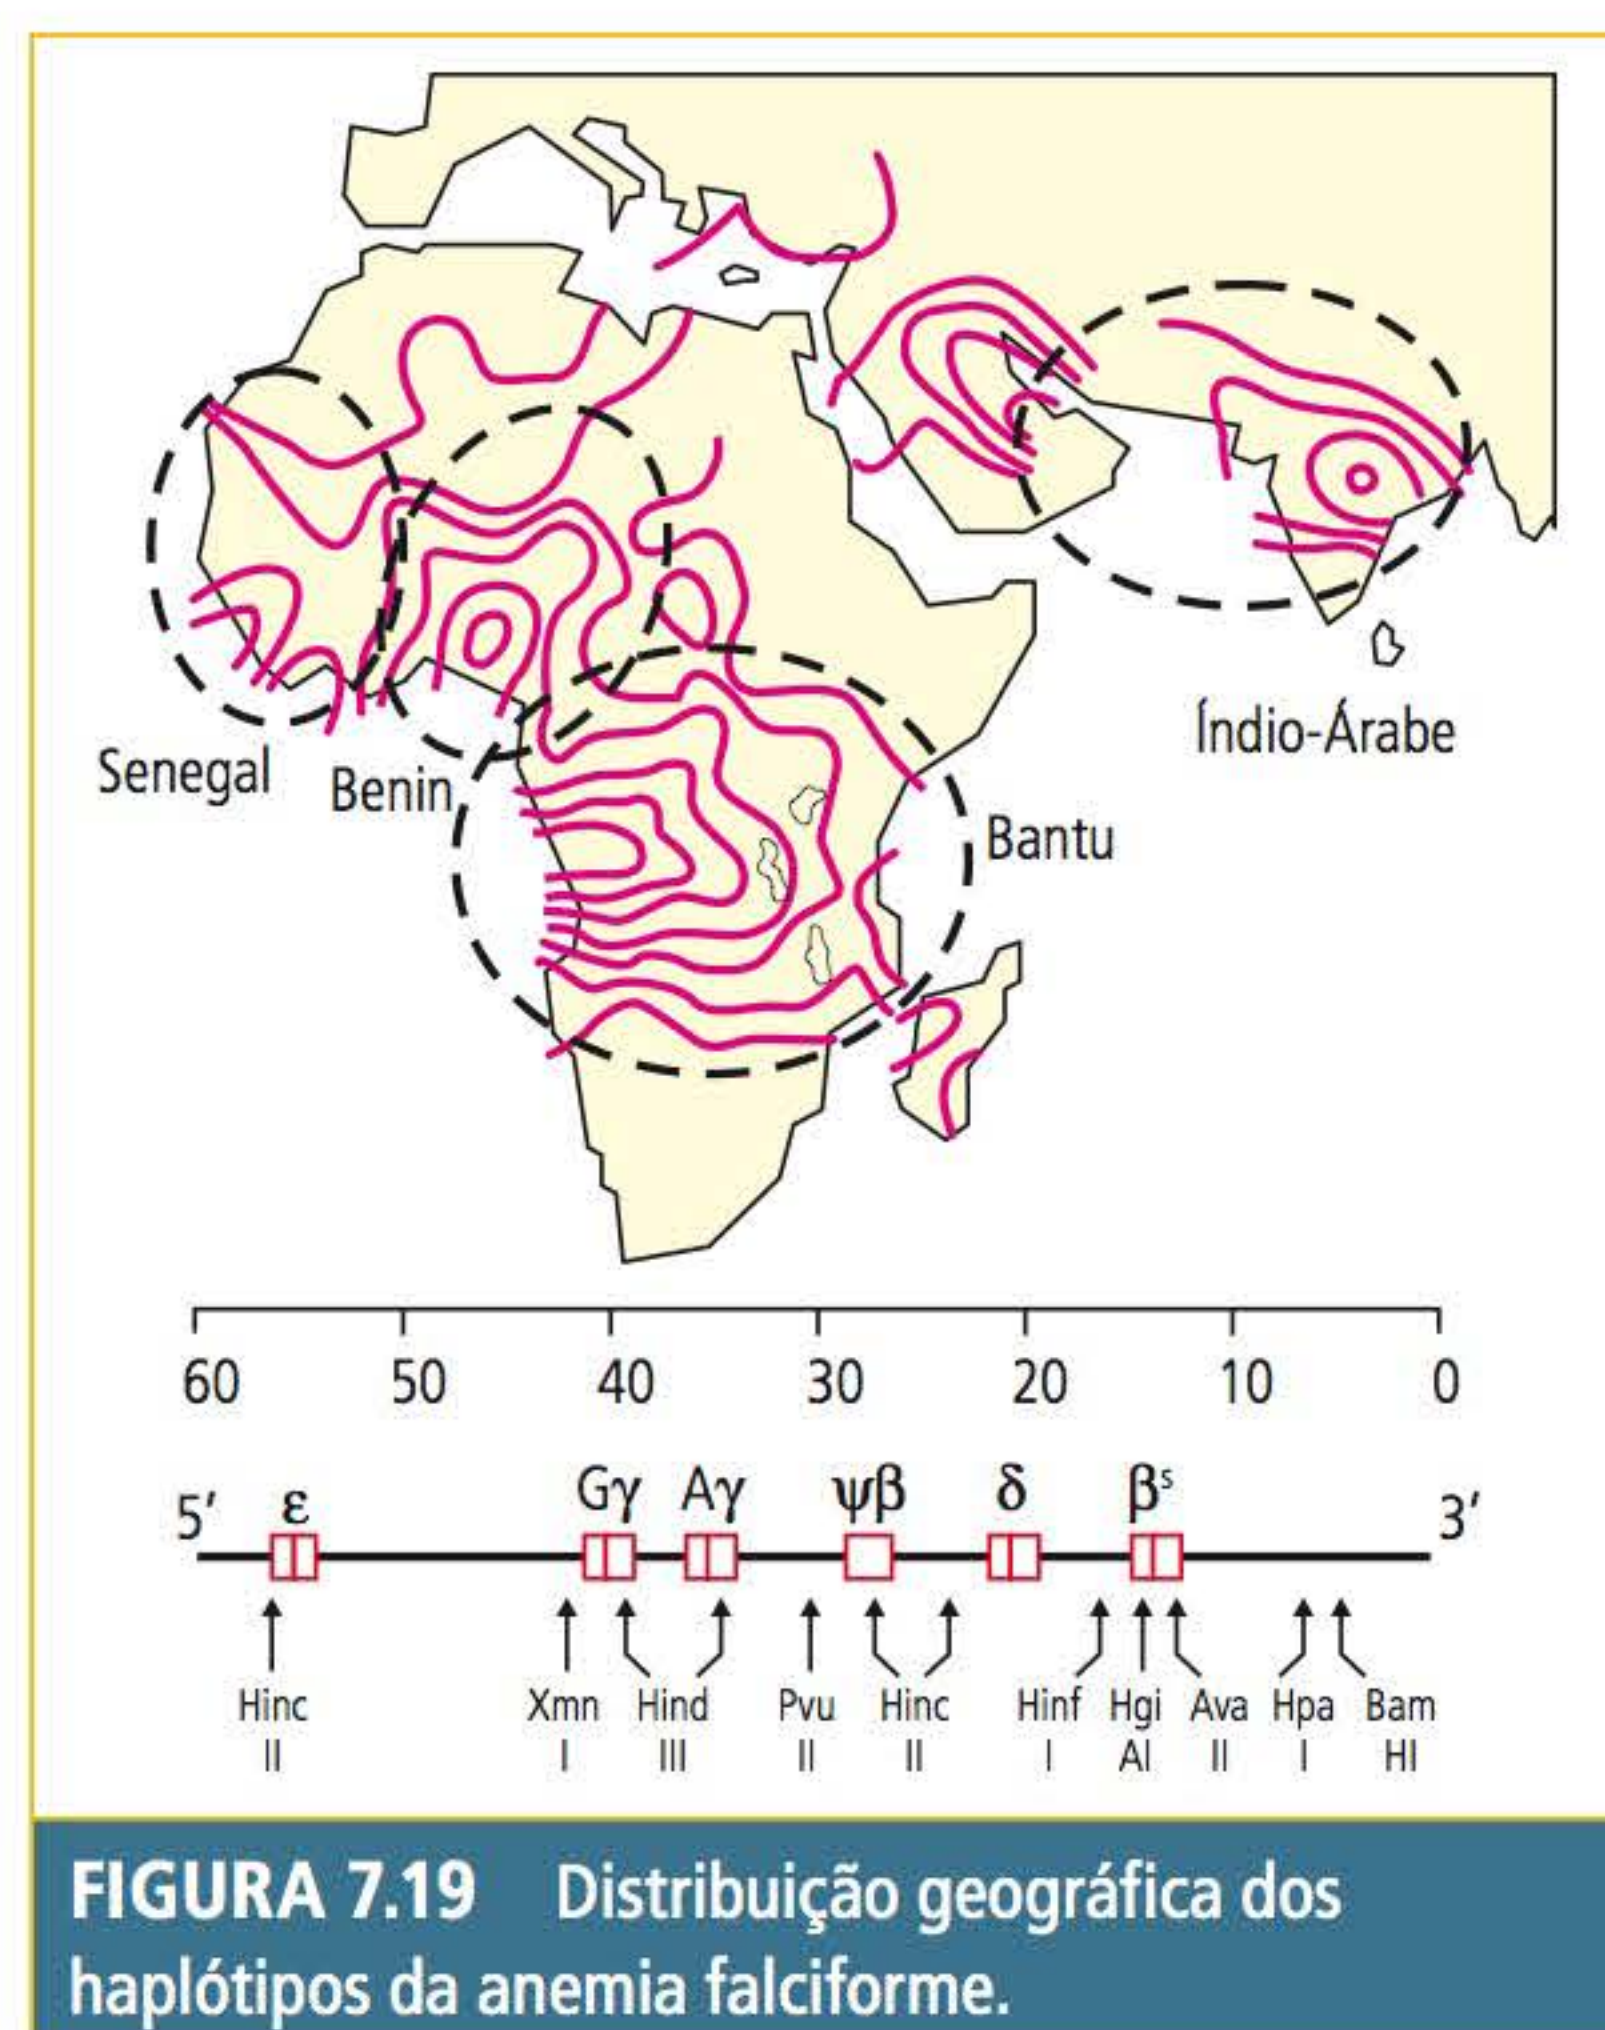 Senegal
Benin
Índio-Árabe
Bantu
60 50 40 30 20 10 0
5′ ε Gγ Aγ ψβ δ βˢ 3′
Hinc Xmn Hind Pvu Hinc Hinf Hgi Ava Hpa Bam
II I III II II I AI II I HI
FIGURA 7.19 Distribuição geográfica dos
haplótipos da anemia falciforme.